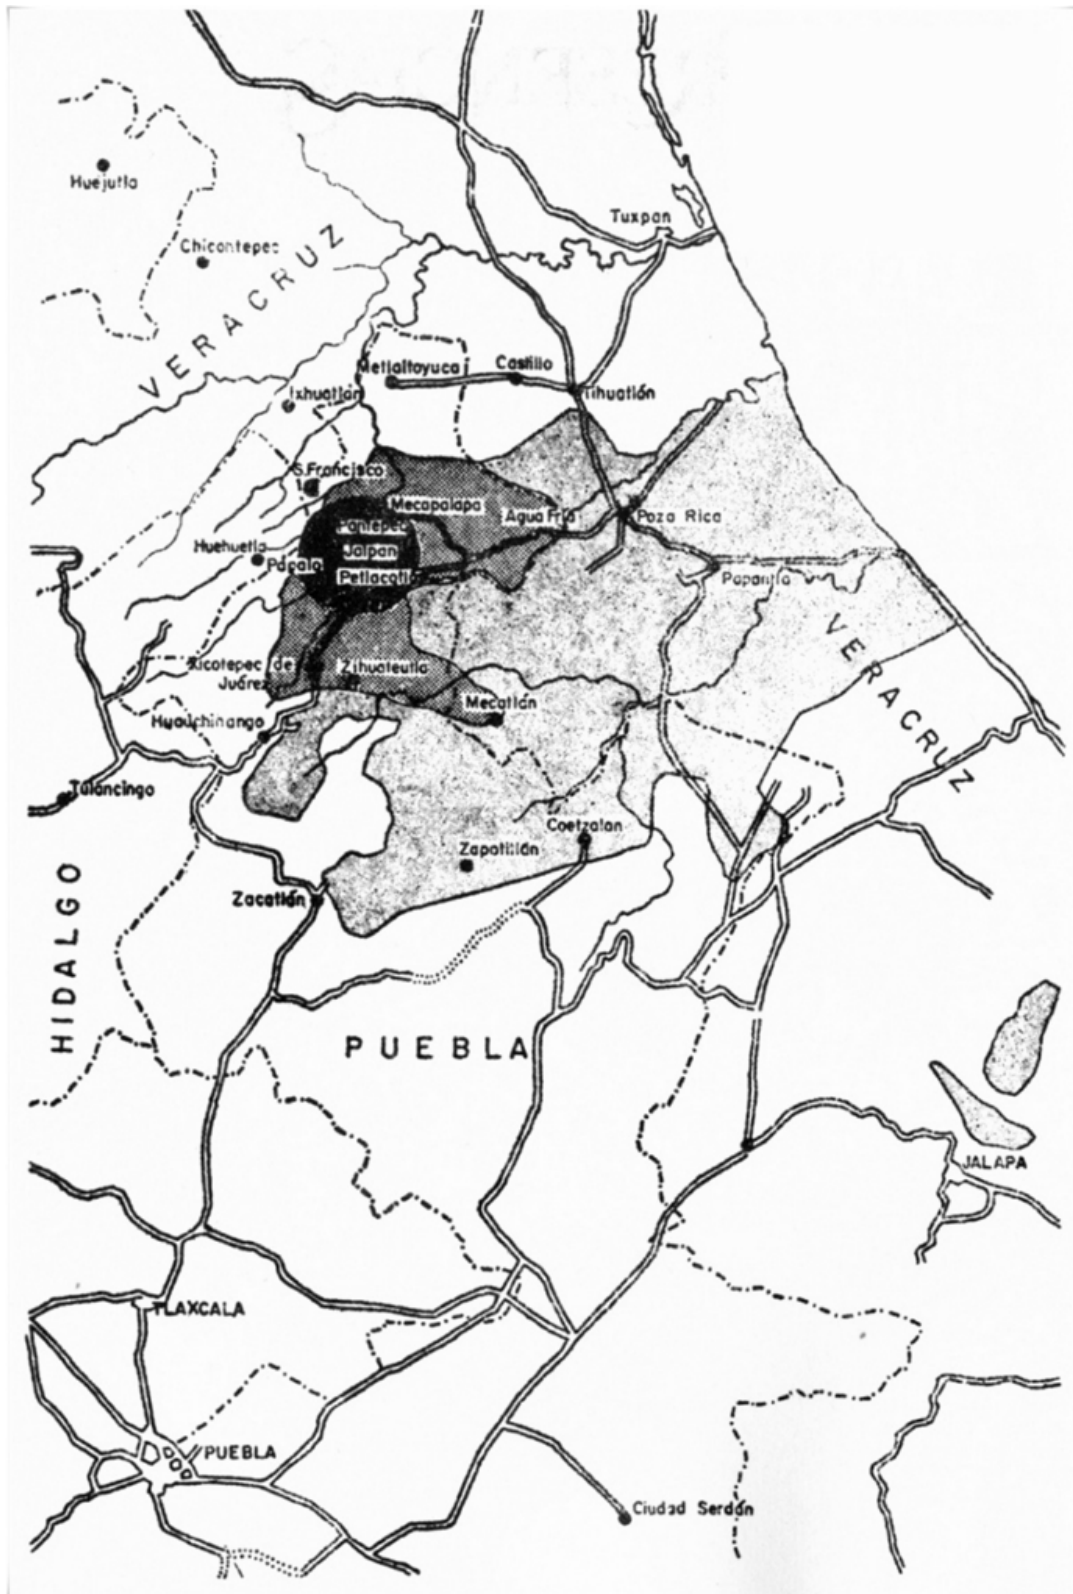 Huejutla
Tuxpan
Chicontepec
VERACRUZ
Metlaltoyuca
Castillo
Tihuatlán
Ixhuatlán
S.Francisco
Mecapalapa
Pantepec
Agua Fría
Poza Rica
Huehuetla
Jalpan
Pápalo
Petlacotla
Papantla
VERACRUZ
Xicotepec de
Juárez
Zihuateutla
Mecatlán
Huauchinango
Tulancingo
Coetzalan
Zapotitlán
Zacatlán
HIDALGO
PUEBLA
JALAPA
TLAXCALA
PUEBLA
Ciudad Serdán